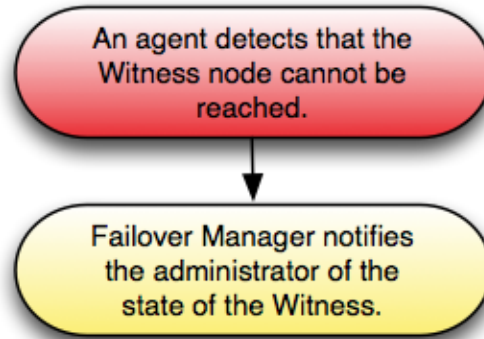 An agent detects that the
Witness node cannot be
reached.
Failover Manager notifies
the administrator of the
state of the Witness.